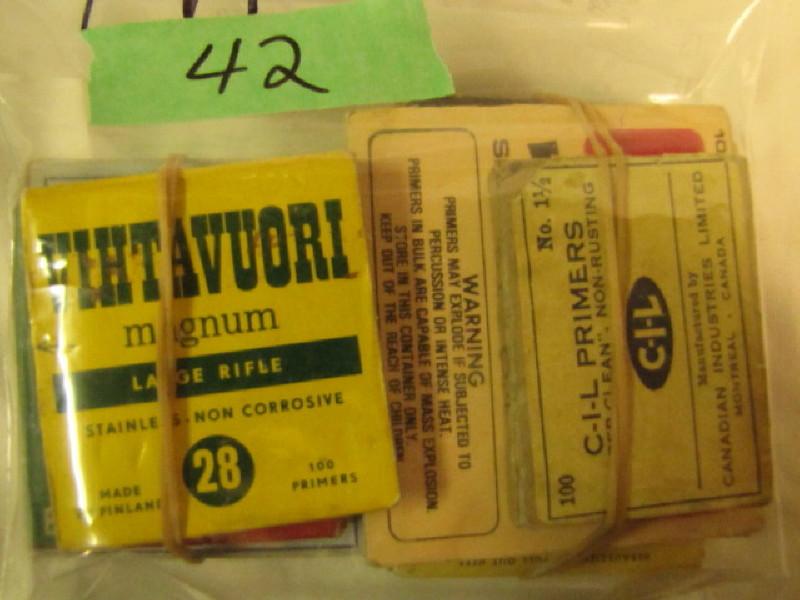 42
VIHTAVUORI
magnum
LARGE RIFLE
STAINLESS-NON CORROSIVE
28
MADE
FINLAND
100
PRIMERS
WARNING
PRIMERS MAY EXPLODE IF SUBJECTED TO
PERCUSSION OR INTENSE HEAT.
PRIMERS IN BULK ARE CAPABLE OF MASS EXPLOSION
STORE IN THIS CONTAINER ONLY.
KEEP OUT OF THE REACH OF CHILDREN
100
No. 1½
C-I-L PRIMERS
CLEAN", NON-RUSTING
C-I-L
Manufactured by
CANADIAN INDUSTRIES LIMITED
MONTREAL - CANADA